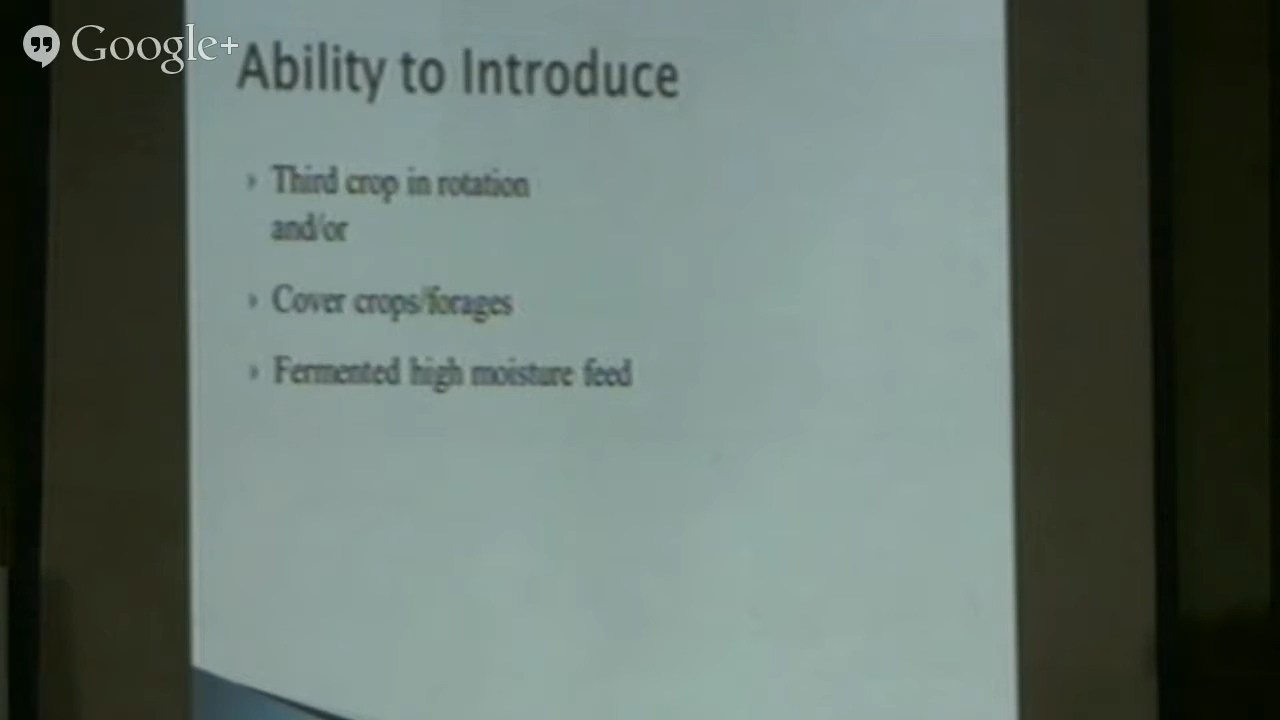 Google+
Ability to Introduce
Third crop in rotation
and/or
Cover crops/forages
Fermented high moisture feed